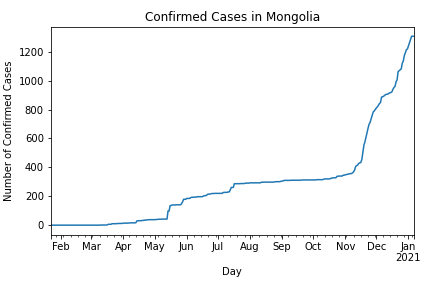 Confirmed Cases in Mongolia
Number of Confirmed Cases
1200
1000
800
600
400
200
0
Feb Mar Apr May Jun Jul Aug Sep Oct Nov Dec Jan
2021
Day